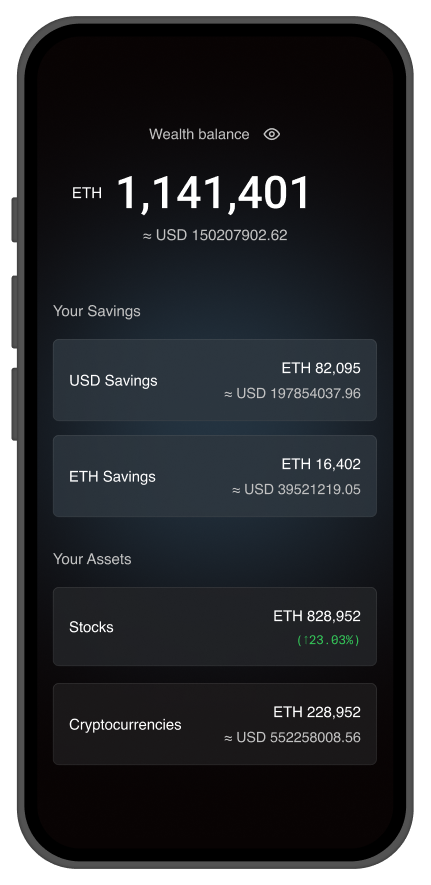 Wealth balance
ETH 1,141,401
≈ USD 150207902.62
Your Savings
USD Savings
ETH 82,095
≈ USD 197854037.96
ETH Savings
ETH 16,402
≈ USD 39521219.05
Your Assets
Stocks
ETH 828,952
(↑23.03%)
Cryptocurrencies
ETH 228,952
≈ USD 552258008.56